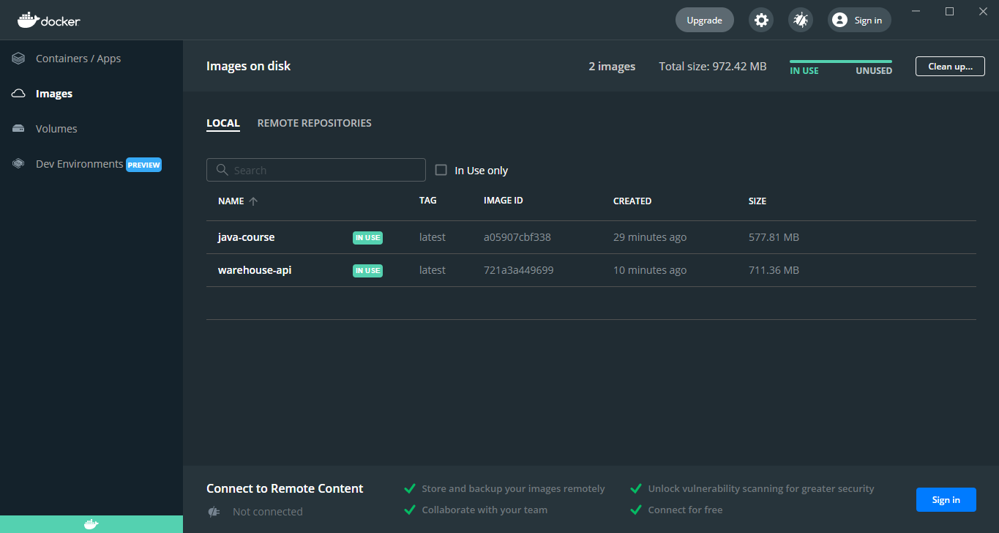 docker
Upgrade
Sign in
Containers / Apps
Images
Volumes
Dev Environments PREVIEW
Images on disk
2 images
Total size: 972.42 MB
IN USE
UNUSED
Clean up...
LOCAL
REMOTE REPOSITORIES
Search
In Use only
NAME TAG IMAGE ID CREATED SIZE
java-course IN USE latest a05907cbf338 29 minutes ago 577.81 MB
warehouse-api IN USE latest 721a3a449699 10 minutes ago 711.36 MB
Connect to Remote Content
Not connected
Store and backup your images remotely
Collaborate with your team
Unlock vulnerability scanning for greater security
Connect for free
Sign in